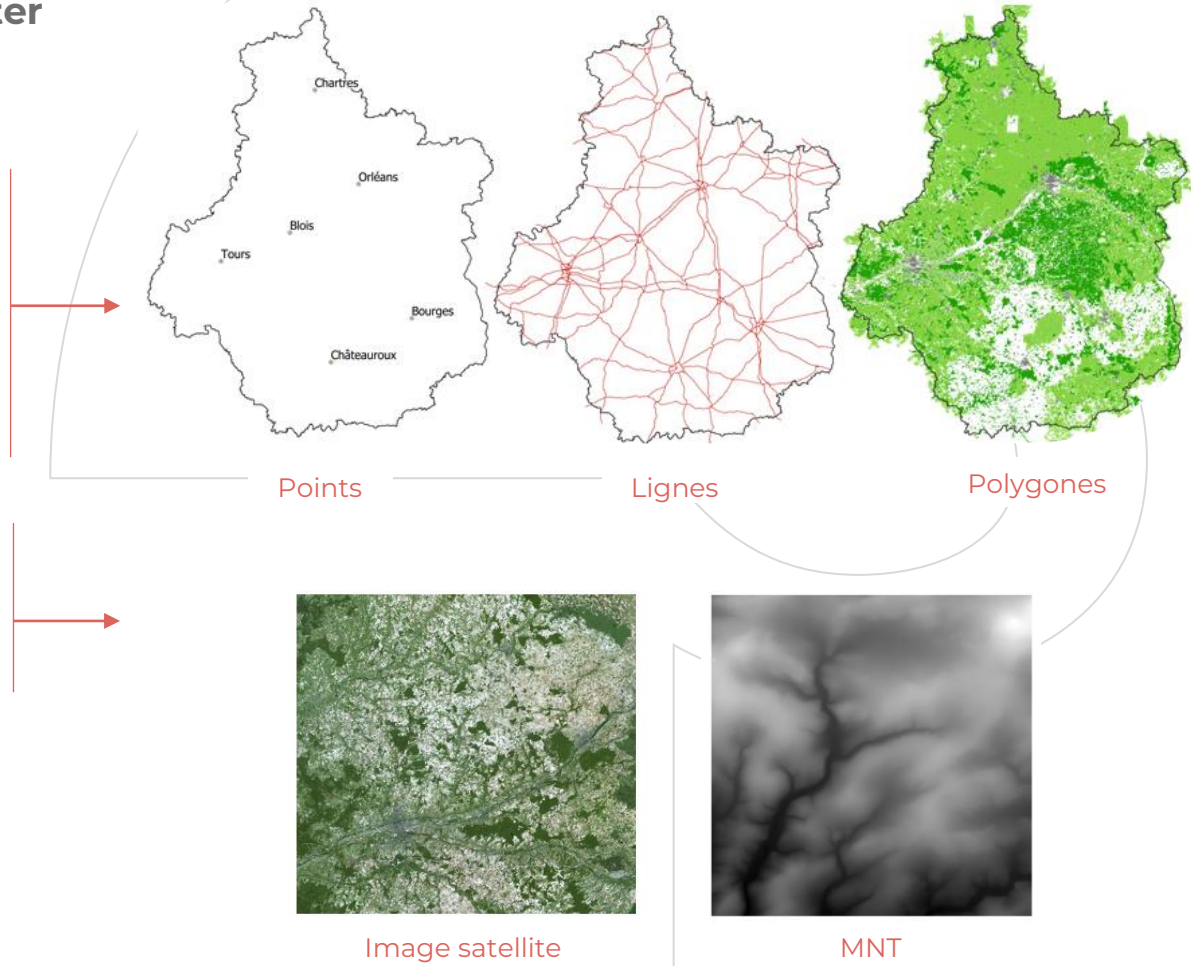 ter
Chartres
Orléans
Blois
Tours
Bourges
Châteauroux
Points
Lignes
Polygones
Image satellite
MNT